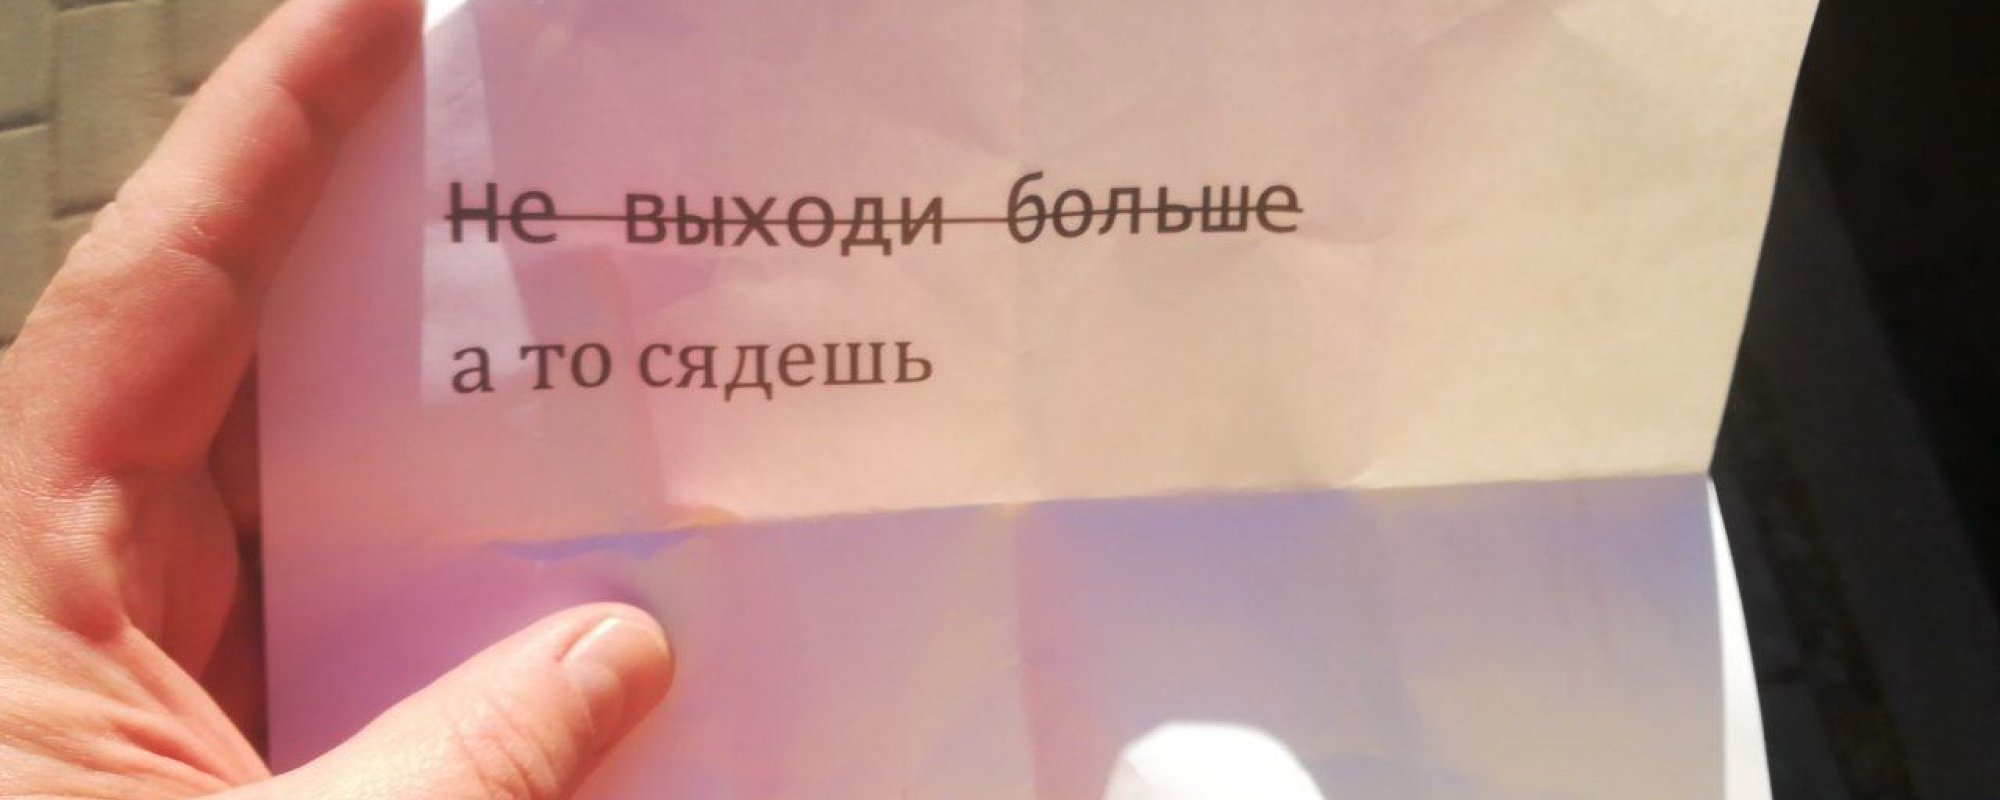 Не выходи больше
а то сядешь